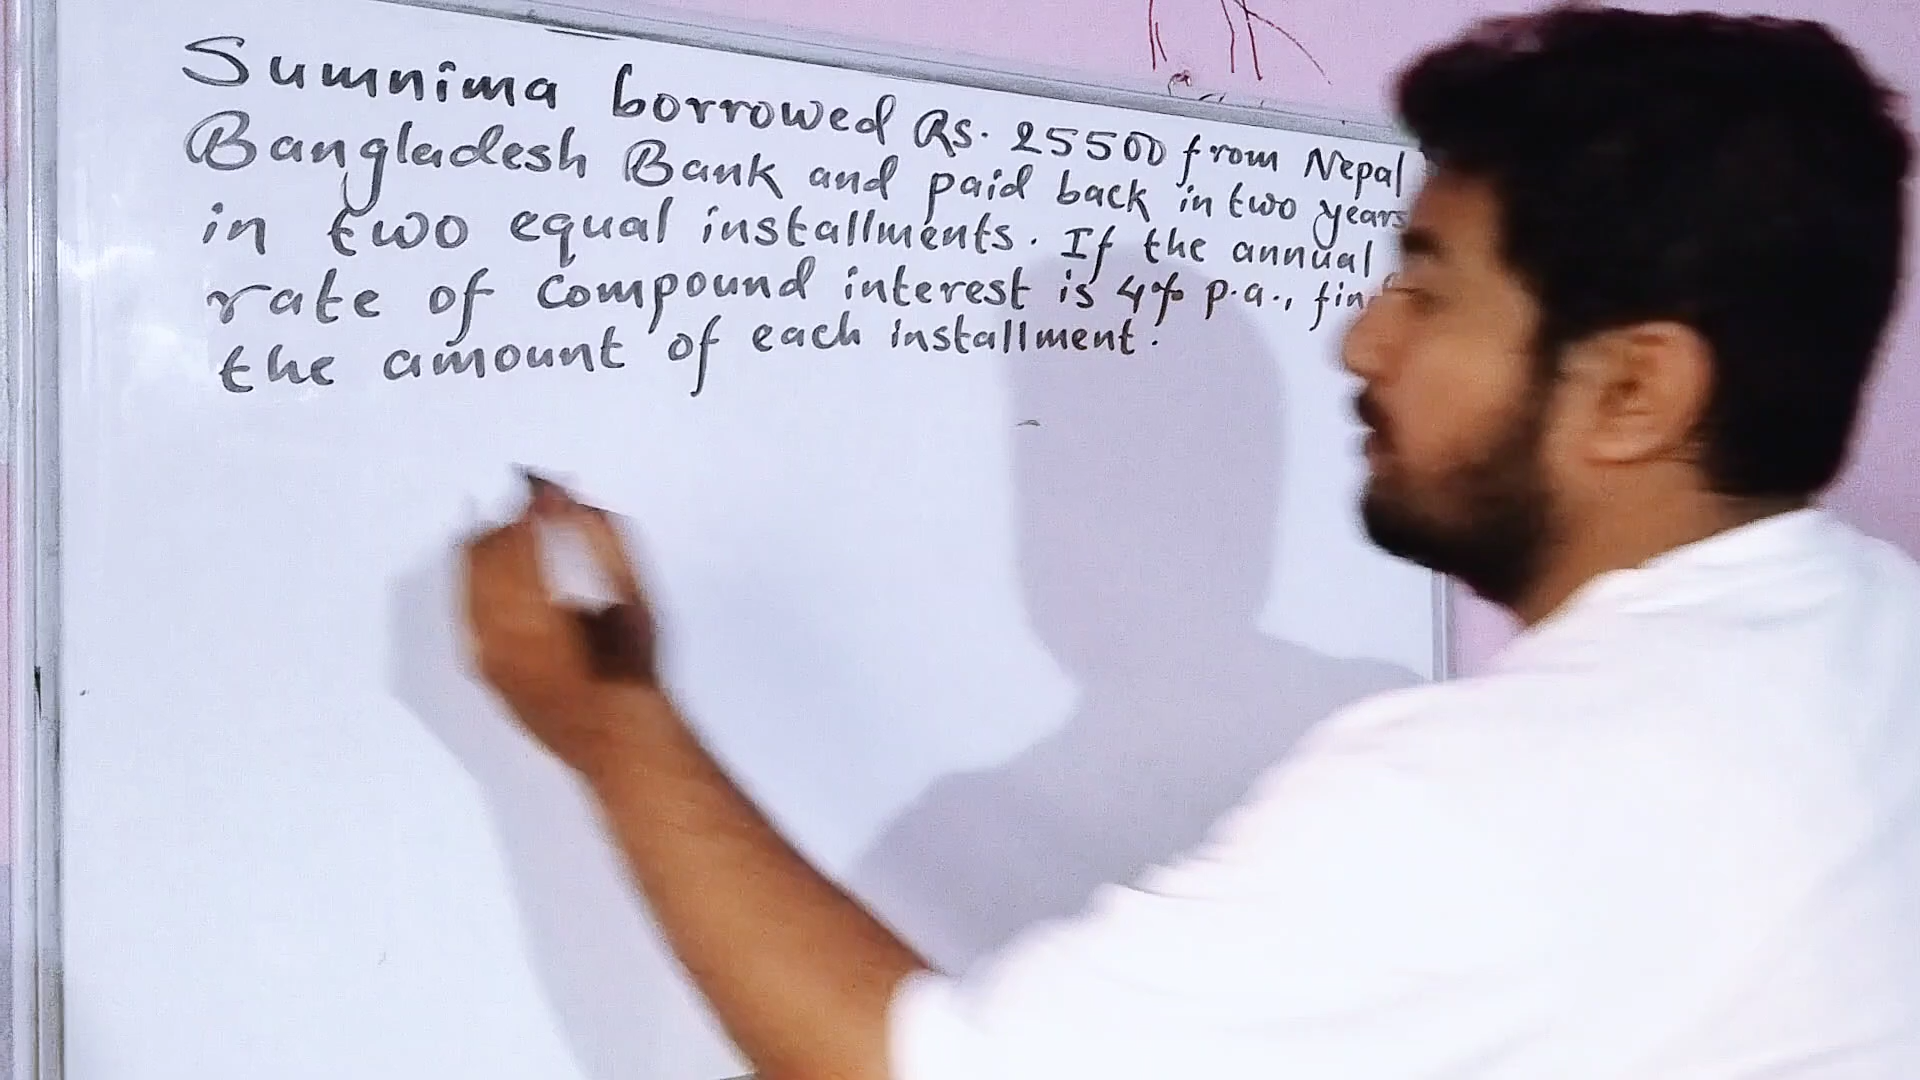 Sumnima borrowed Rs. 25500 from Nepal
Bangladesh Bank and paid back in two years
in two equal installments. If the annual
rate of compound interest is 4% p.a., fin
the amount of each installment.